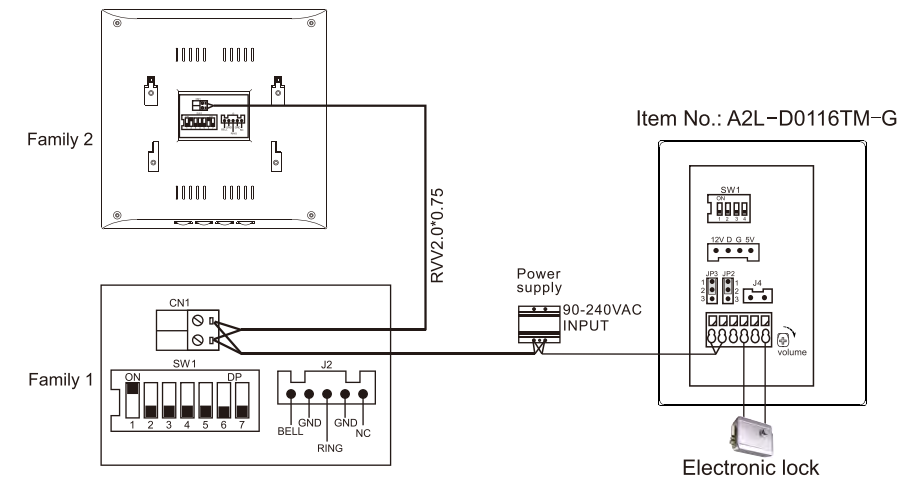 Family 2
RVV2.0*0.75
CN1
Family 1
SW1
ON DP
1 2 3 4 5 6 7
J2
BELL GND RING GND NC
Power
supply
90-240VAC
INPUT
Item No.: A2L-D0116TM-G
SW1
ON
1 2 3 4
12V D G 5V
JP3 JP2
1 1
2 2
3 3
J4
volume
Electronic lock